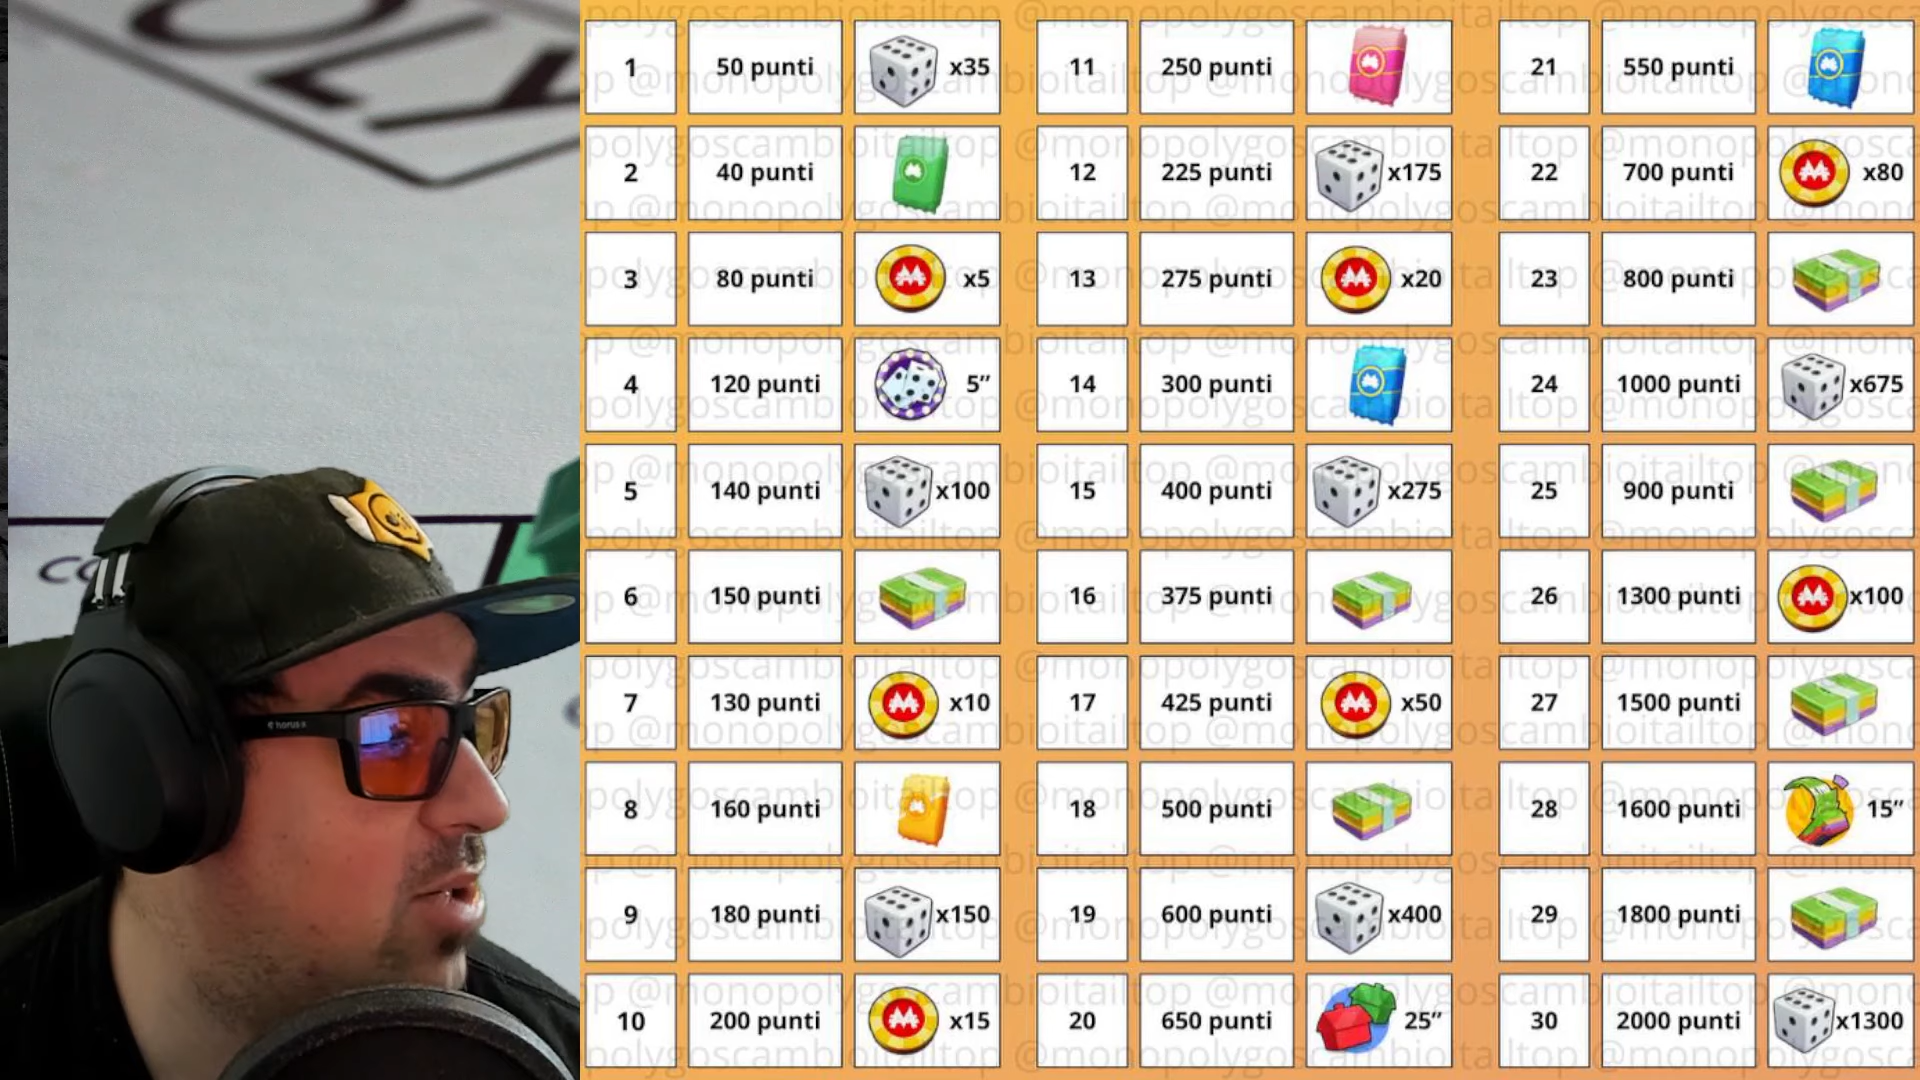 OLY
CO
horus x
1 50 punti x35
2 40 punti
3 80 punti x5
4 120 punti 5”
5 140 punti x100
6 150 punti
7 130 punti x10
8 160 punti
9 180 punti x150
10 200 punti x15
11 250 punti
12 225 punti x175
13 275 punti x20
14 300 punti
15 400 punti x275
16 375 punti
17 425 punti x50
18 500 punti
19 600 punti x400
20 650 punti 25”
21 550 punti
22 700 punti x80
23 800 punti
24 1000 punti x675
25 900 punti
26 1300 punti x100
27 1500 punti
28 1600 punti 15”
29 1800 punti
30 2000 punti x1300
@monopolygoscambioitailtop